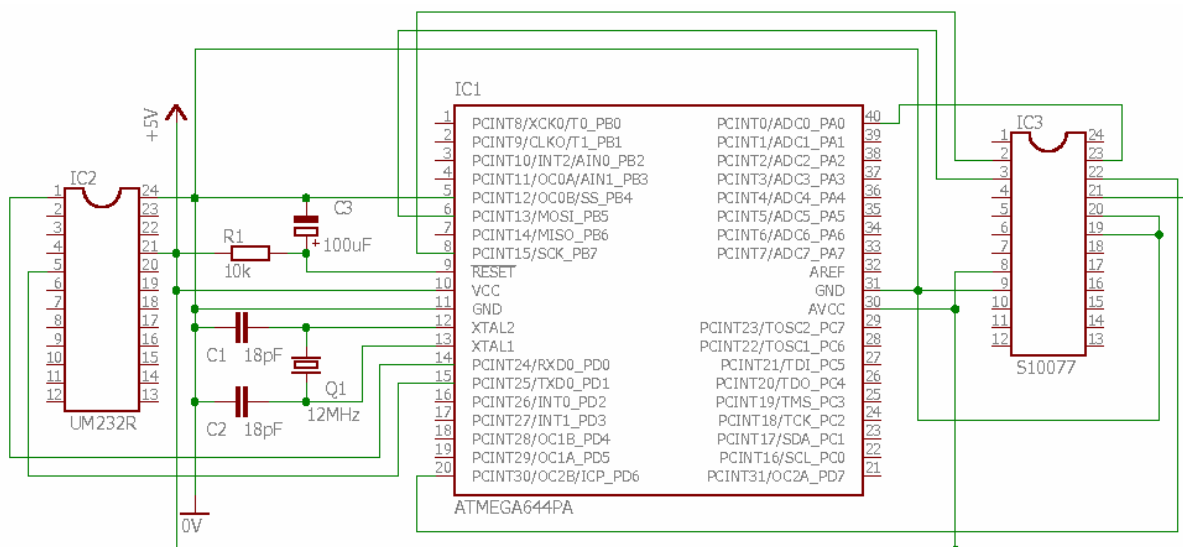 IC1
+5V
1 PCINT8/XCK0/T0_PB0 PCINT0/ADC0_PA0 40
2 PCINT9/CLKO/T1_PB1 PCINT1/ADC1_PA1 39
3 PCINT10/INT2/AIN0_PB2 PCINT2/ADC2_PA2 38
4 PCINT11/OC0A/AIN1_PB3 PCINT3/ADC3_PA3 37
5 PCINT12/OC0B/SS_PB4 PCINT4/ADC4_PA4 36
6 PCINT13/MOSI_PB5 PCINT5/ADC5_PA5 35
7 PCINT14/MISO_PB6 PCINT6/ADC6_PA6 34
8 PCINT15/SCK_PB7 PCINT7/ADC7_PA7 33
9 RESET AREF 32
10 VCC GND 31
11 GND AVCC 30
12 XTAL2 PCINT23/TOSC2_PC7 29
13 XTAL1 PCINT22/TOSC1_PC6 28
14 PCINT24/RXD0_PD0 PCINT21/TDI_PC5 27
15 PCINT25/TXD0_PD1 PCINT20/TDO_PC4 26
16 PCINT26/INT0_PD2 PCINT19/TMS_PC3 25
17 PCINT27/INT1_PD3 PCINT18/TCK_PC2 24
18 PCINT28/OC1B_PD4 PCINT17/SDA_PC1 23
19 PCINT29/OC1A_PD5 PCINT16/SCL_PC0 22
20 PCINT30/OC2B/ICP_PD6 PCINT31/OC2A_PD7 21
ATMEGA644PA
IC2
1 24
2 23
3 22
4 21
5 20
6 19
7 18
8 17
9 16
10 15
11 14
12 13
UM232R
C3
+
100uF
R1
10k
C1 18pF
Q1
12MHz
C2 18pF
0V
IC3
1 24
2 23
3 22
4 21
5 20
6 19
7 18
8 17
9 16
10 15
11 14
12 13
S10077